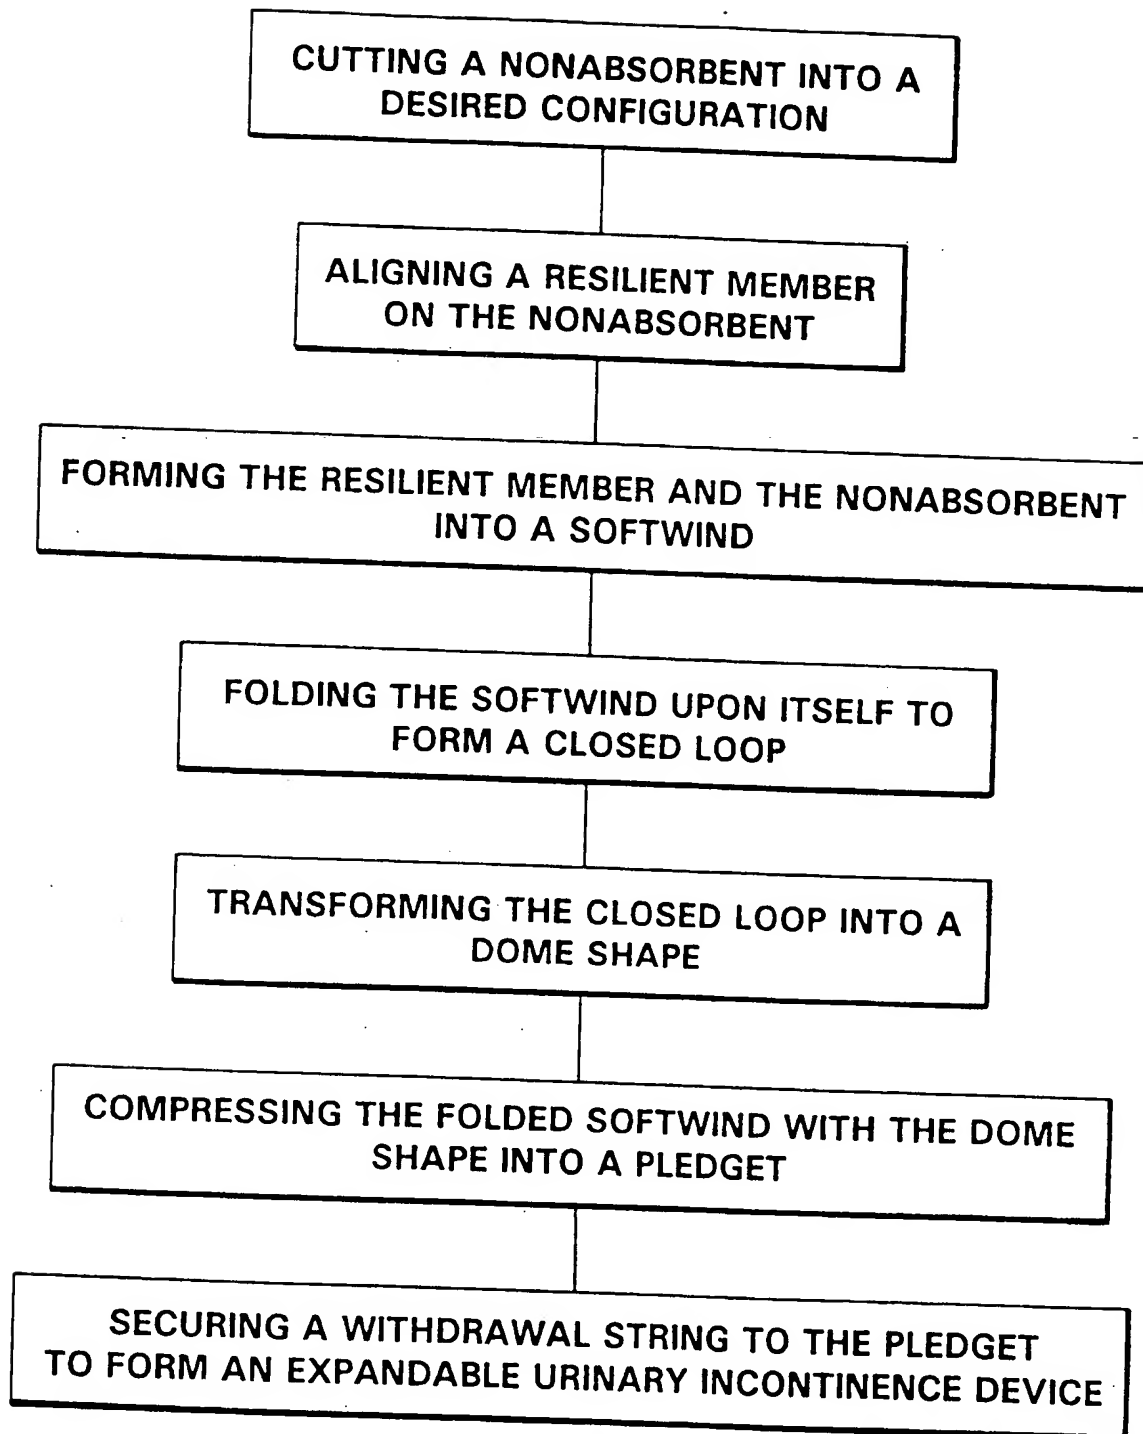 CUTTING A NONABSORBENT INTO A
DESIRED CONFIGURATION
ALIGNING A RESILIENT MEMBER
ON THE NONABSORBENT
FORMING THE RESILIENT MEMBER AND THE NONABSORBENT
INTO A SOFTWIND
FOLDING THE SOFTWIND UPON ITSELF TO
FORM A CLOSED LOOP
TRANSFORMING THE CLOSED LOOP INTO A
DOME SHAPE
COMPRESSING THE FOLDED SOFTWIND WITH THE DOME
SHAPE INTO A PLEDGET
SECURING A WITHDRAWAL STRING TO THE PLEDGET
TO FORM AN EXPANDABLE URINARY INCONTINENCE DEVICE